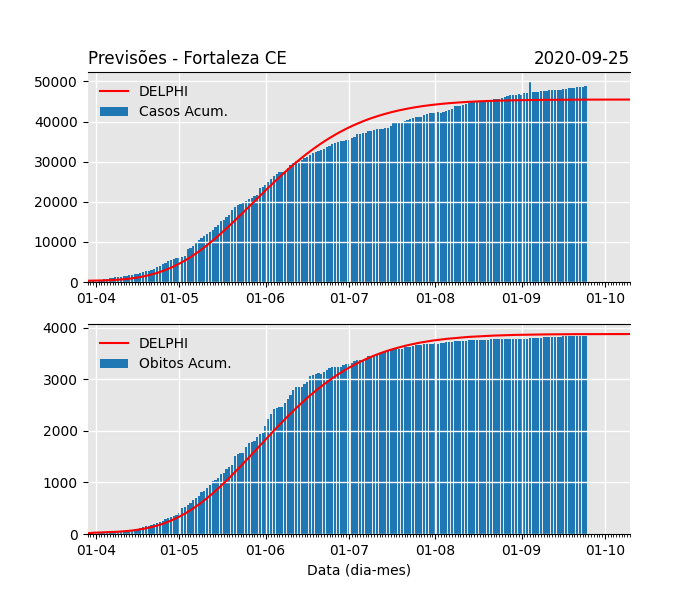 Previsões - Fortaleza CE 2020-09-25
50000
40000
30000
20000
10000
0
DELPHI
Casos Acum.
01-04 01-05 01-06 01-07 01-08 01-09 01-10
4000
3000
2000
1000
0
DELPHI
Obitos Acum.
01-04 01-05 01-06 01-07 01-08 01-09 01-10
Data (dia-mes)